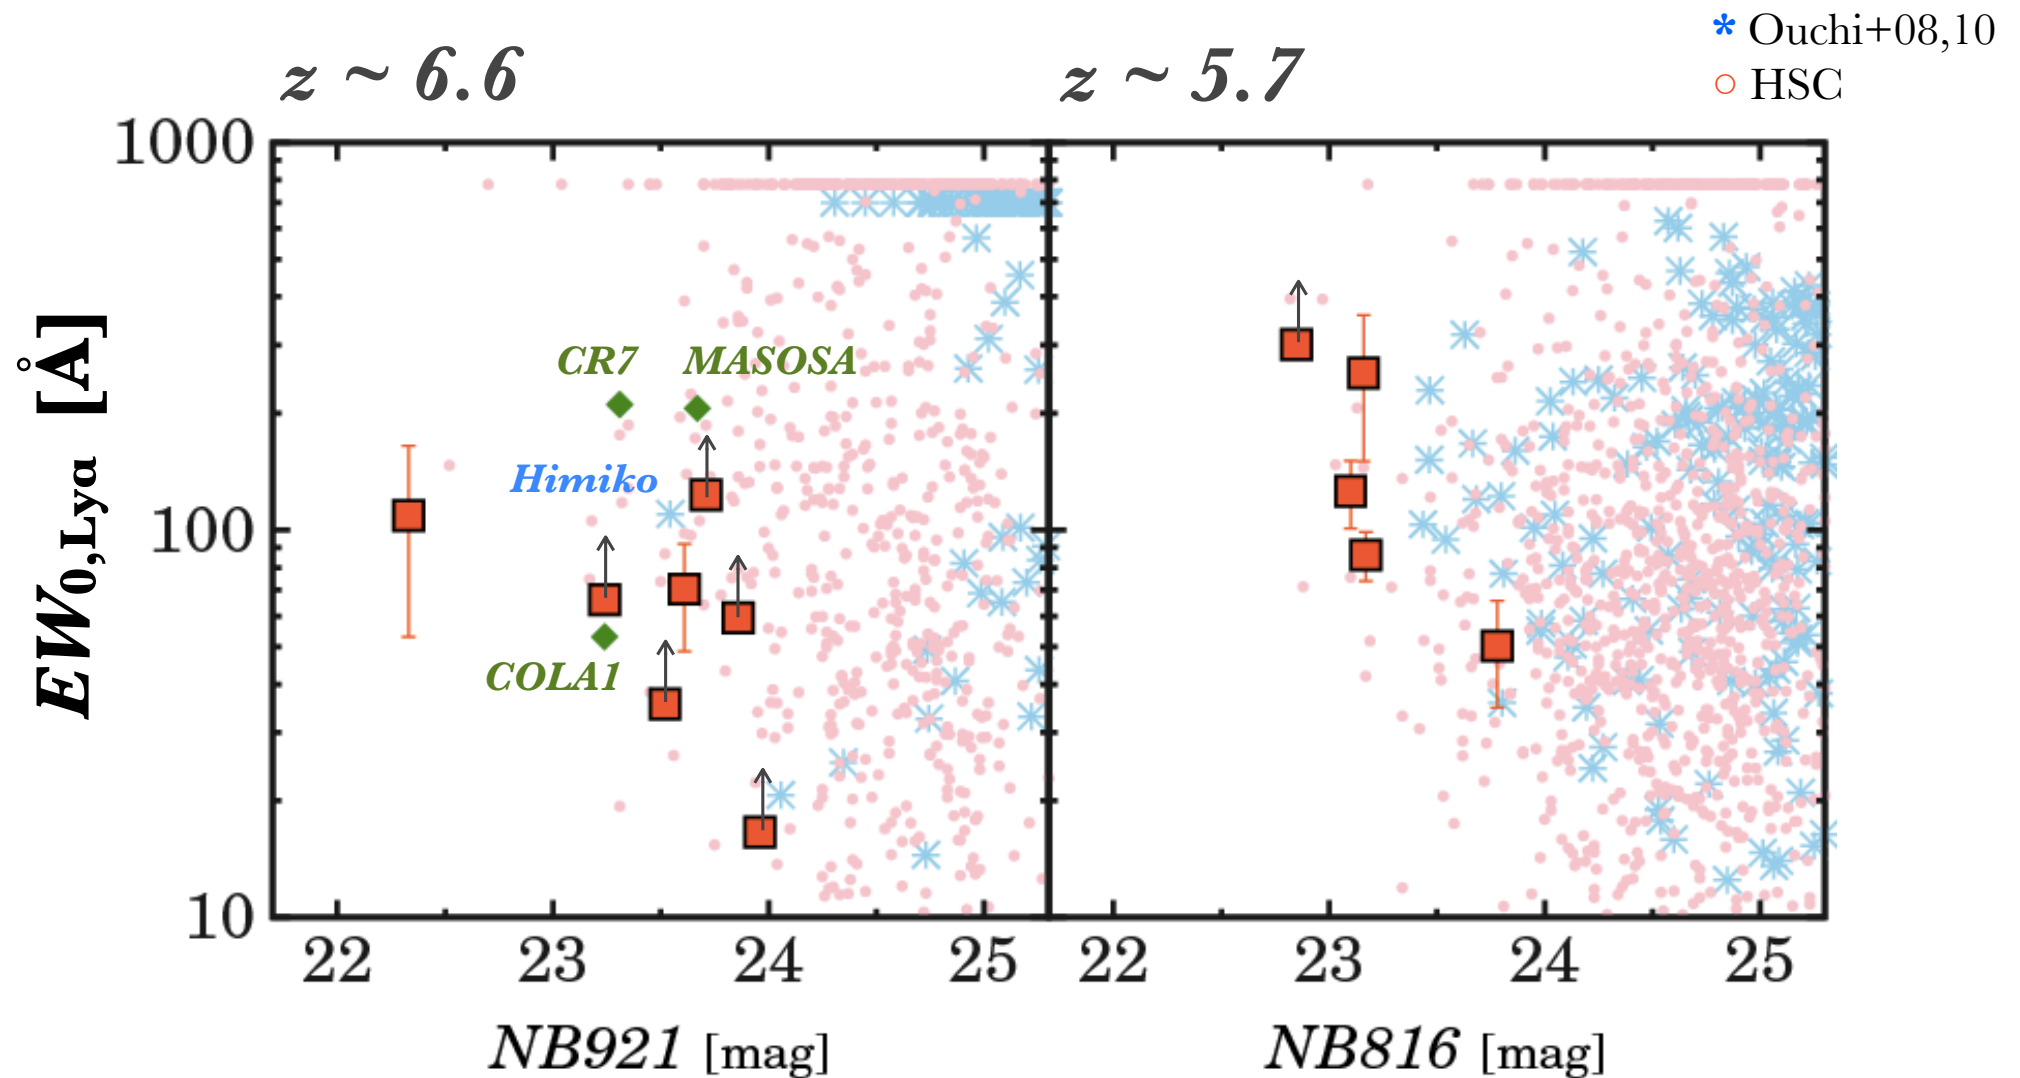 * Ouchi+08,10
○ HSC
z ~ 6.6
z ~ 5.7
1000
100
10
EW0,Lyα [Å]
CR7
MASOSA
Himiko
COLA1
22 23 24 25
22 23 24 25
NB921 [mag]
NB816 [mag]